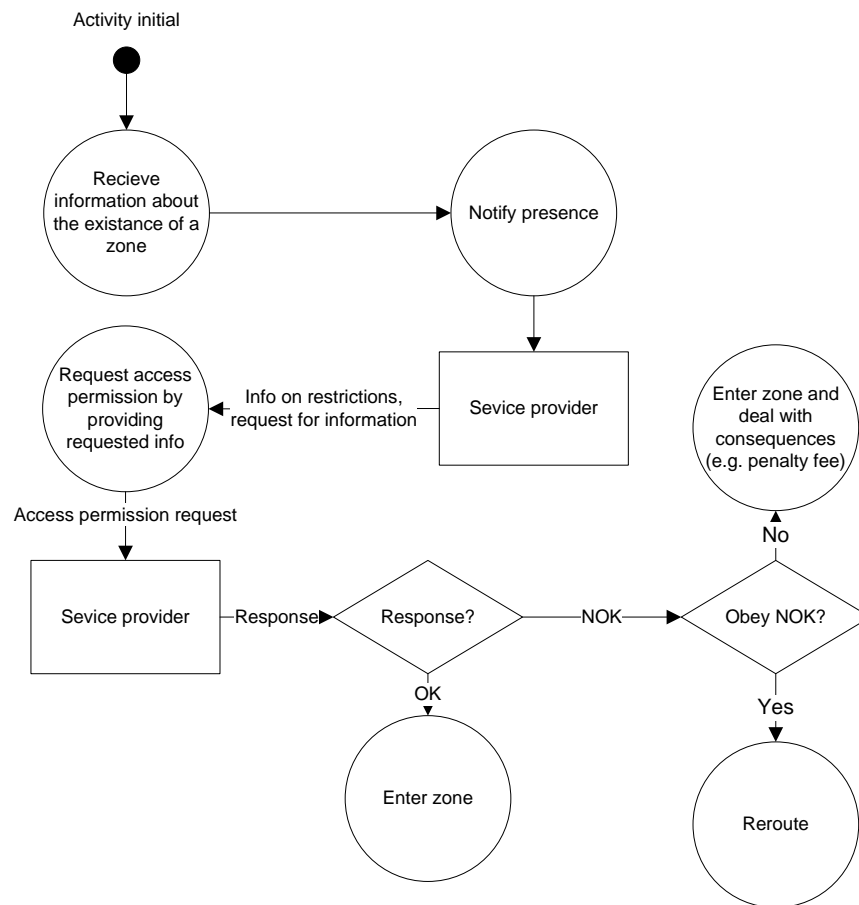 Activity initial
Recieve
information about
the existance of a
zone
Notify presence
Request access
permission by
providing
requested info
Info on restrictions,
request for information
Sevice provider
Enter zone and
deal with
consequences
(e.g. penalty fee)
Access permission request
No
Sevice provider
Response
Response?
NOK
Obey NOK?
OK
Yes
Enter zone
Reroute